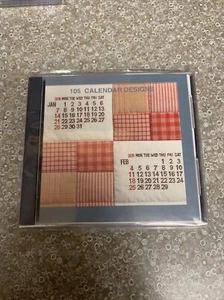 105 CALENDAR DESIGNS
SUN MON TUE WED THU FRI SAT
JAN 1 2 3 4 5 6
7 8 9 10 11 12 13
14 15 16 17 18 19 20
21 22 23 24 25 26 27
28 29 30 31
SUN MON TUE WED THU FRI SAT
FEB 1 2 3
4 5 6 7 8 9 10
11 12 13 14 15 16 17
18 19 20 21 22 23 24
25 26 27 28 29